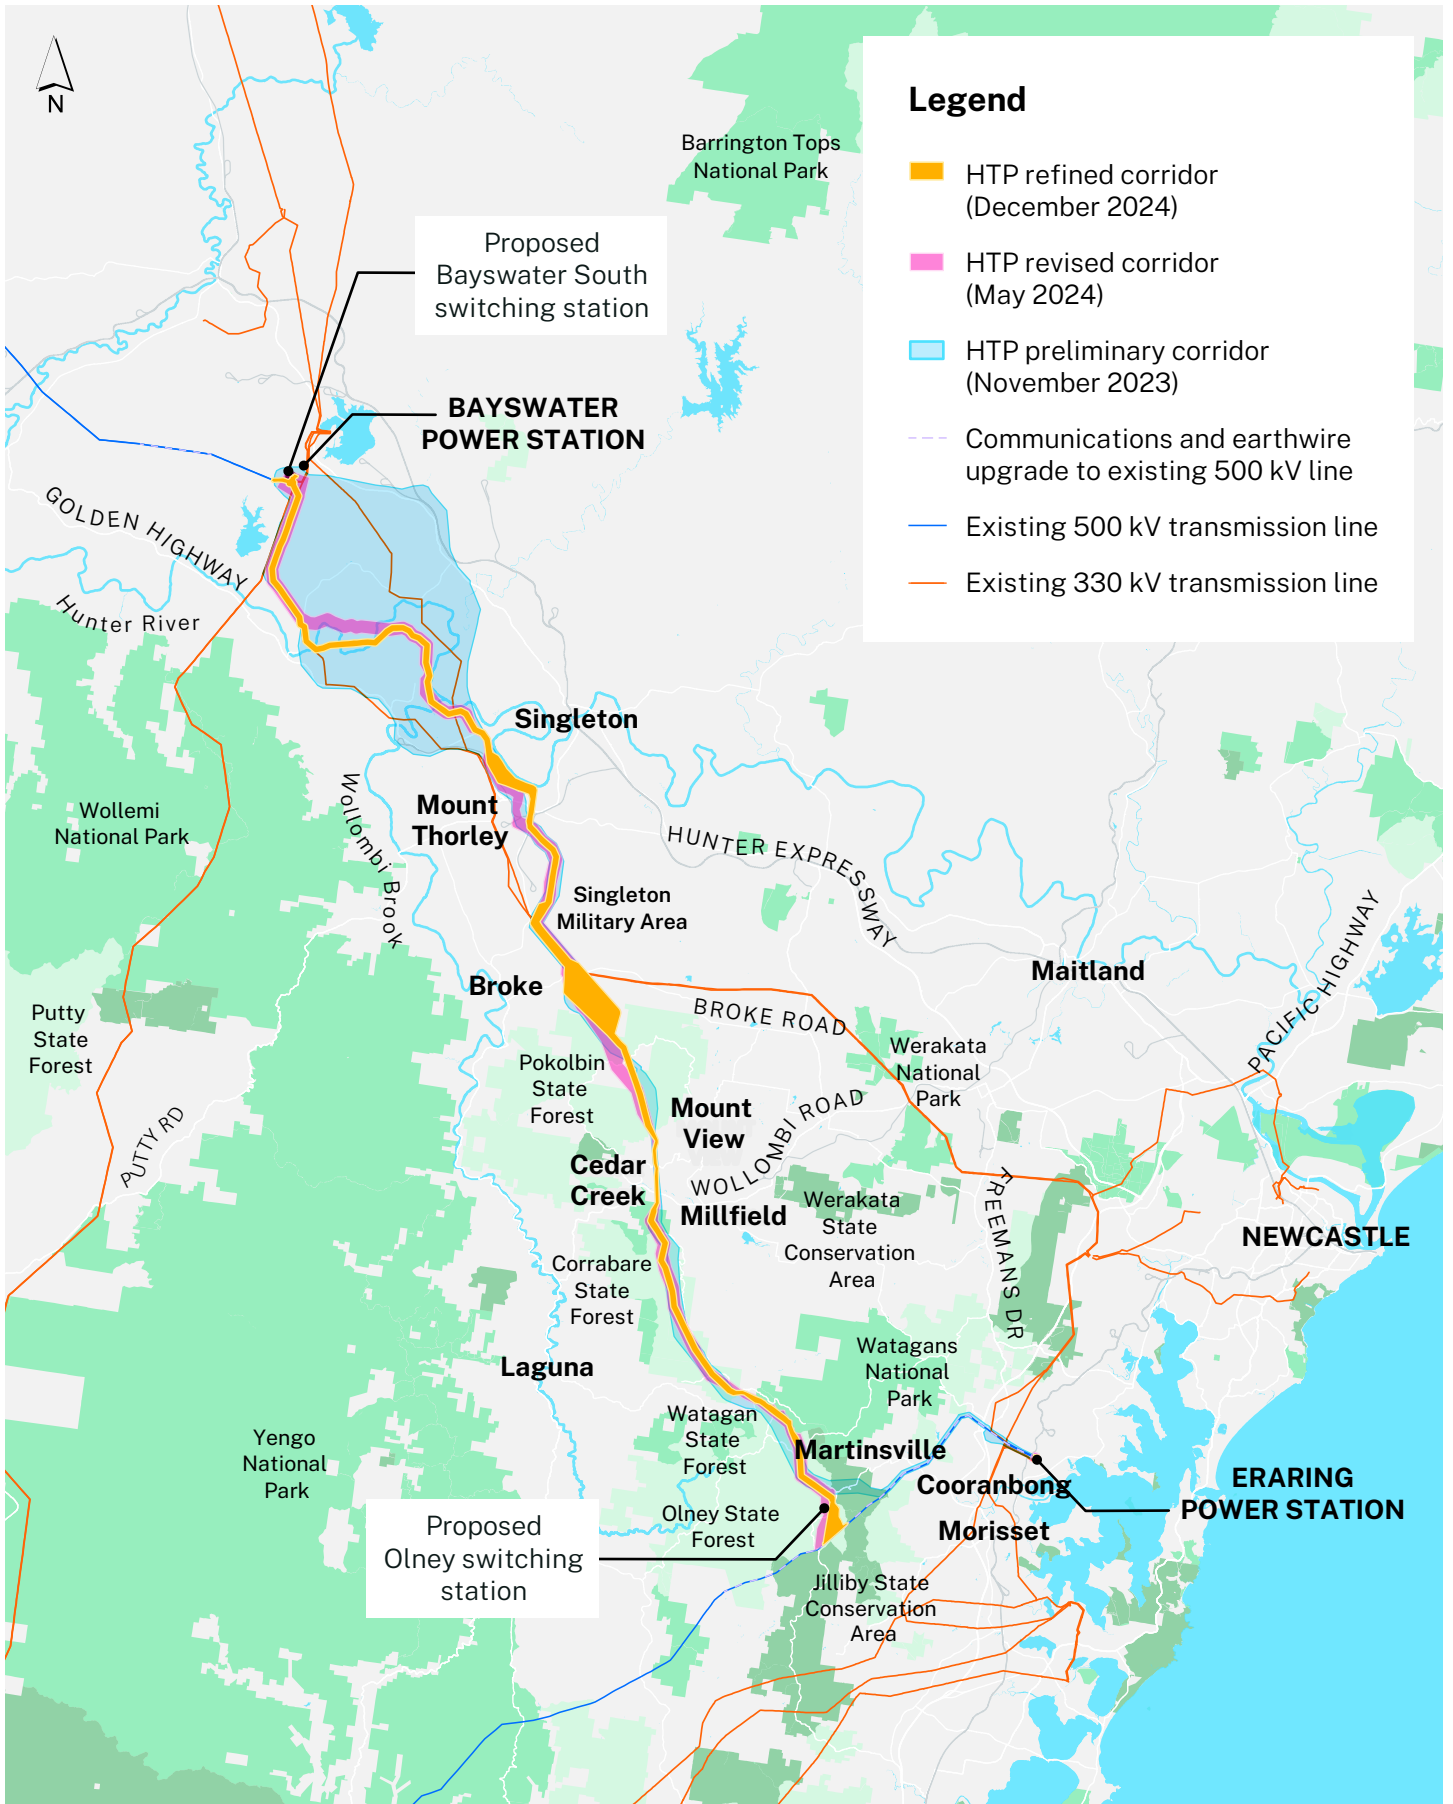 N
Legend
HTP refined corridor
(December 2024)
HTP revised corridor
(May 2024)
HTP preliminary corridor
(November 2023)
Communications and earthwire
upgrade to existing 500 kV line
Existing 500 kV transmission line
Existing 330 kV transmission line
Barrington Tops
National Park
Proposed
Bayswater South
switching station
BAYSWATER
POWER STATION
GOLDEN HIGHWAY
Hunter River
Singleton
Wollemi
National Park
Wollombi Brook
Mount
Thorley
HUNTER EXPRESSWAY
Singleton
Military Area
PACIFIC HIGHWAY
Maitland
Broke
BROKE ROAD
Putty
State
Forest
Werakata
National
Park
Pokolbin
State
Forest
PUTTY RD
Mount
View
WOLLOMBI ROAD
Cedar
Creek
Millfield
Werakata
State
Conservation
Area
FREEMANS DR
NEWCASTLE
Corrabare
State
Forest
Laguna
Watagans
National
Park
Watagan
State
Forest
Yengo
National
Park
Martinsville
Cooranbong
ERARING
POWER STATION
Olney State
Forest
Morisset
Proposed
Olney switching
station
Jilliby State
Conservation
Area